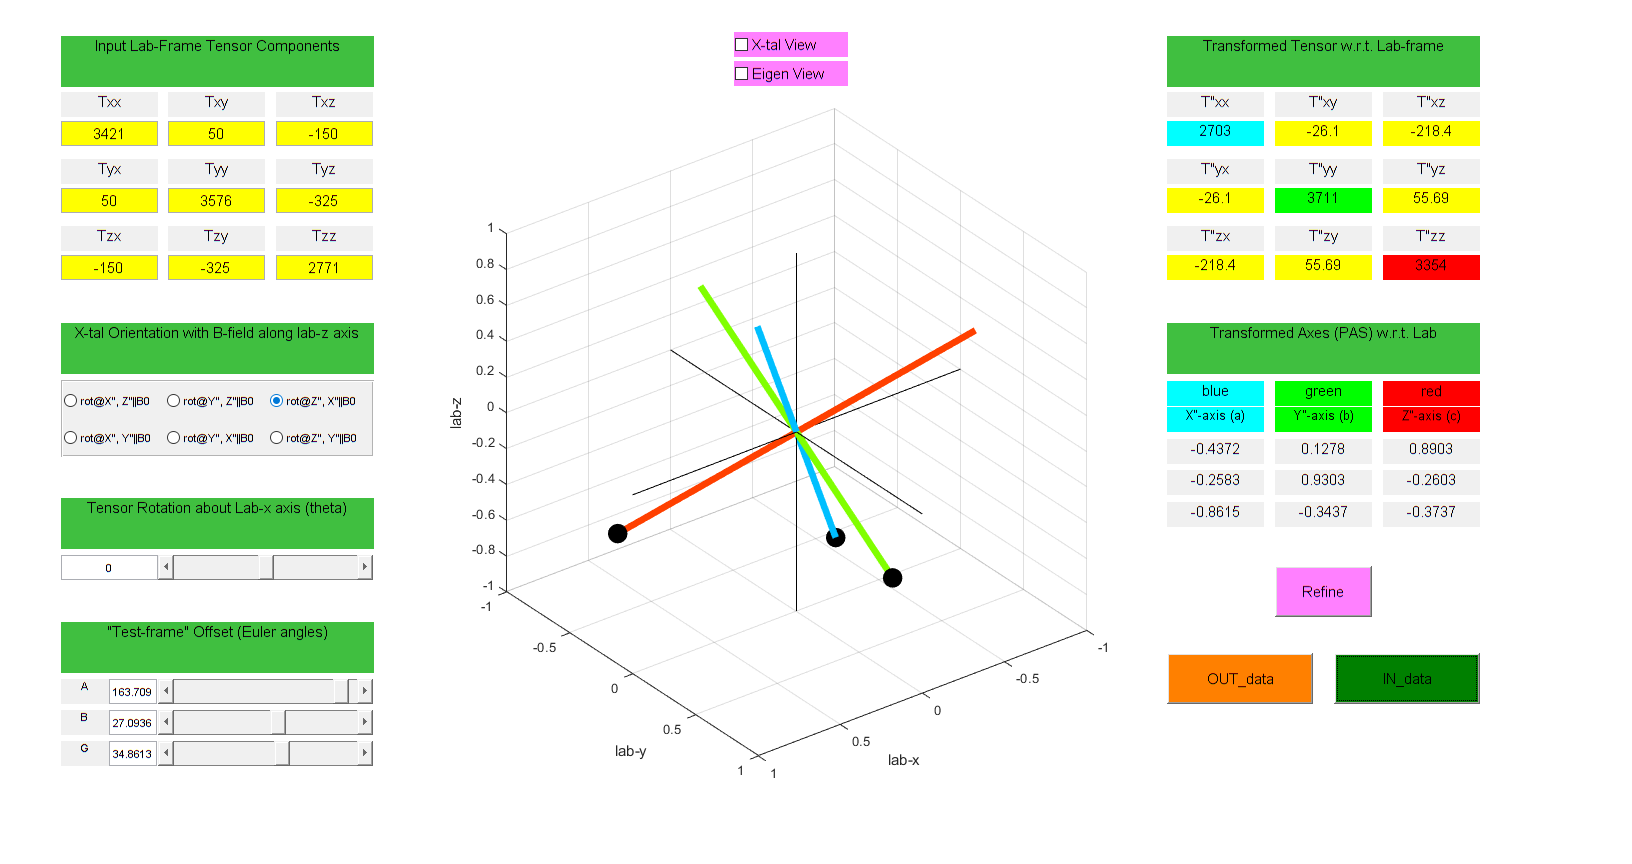 Input Lab-Frame Tensor Components
Txx Txy Txz
3421 50 -150
Tyx Tyy Tyz
50 3576 -325
Tzx Tzy Tzz
-150 -325 2771
X-tal Orientation with B-field along lab-z axis
rot@X", Z"||B0 rot@Y", Z"||B0 rot@Z", X"||B0
rot@X", Y"||B0 rot@Y", X"||B0 rot@Z", Y"||B0
Tensor Rotation about Lab-x axis (theta)
0
"Test-frame" Offset (Euler angles)
A 163.709
B 27.0936
G 34.8613
X-tal View
Eigen View
lab-z
1
0.8
0.6
0.4
0.2
0
-0.2
-0.4
-0.6
-0.8
-1
-1
-0.5
0
0.5
1
lab-y
1
0.5
0
-0.5
-1
lab-x
Transformed Tensor w.r.t. Lab-frame
T"xx T"xy T"xz
2703 -26.1 -218.4
T"yx T"yy T"yz
-26.1 3711 55.69
T"zx T"zy T"zz
-218.4 55.69 3354
Transformed Axes (PAS) w.r.t. Lab
blue green red
X"-axis (a) Y"-axis (b) Z"-axis (c)
-0.4372 0.1278 0.8903
-0.2583 0.9303 -0.2603
-0.8615 -0.3437 -0.3737
Refine
OUT_data IN_data